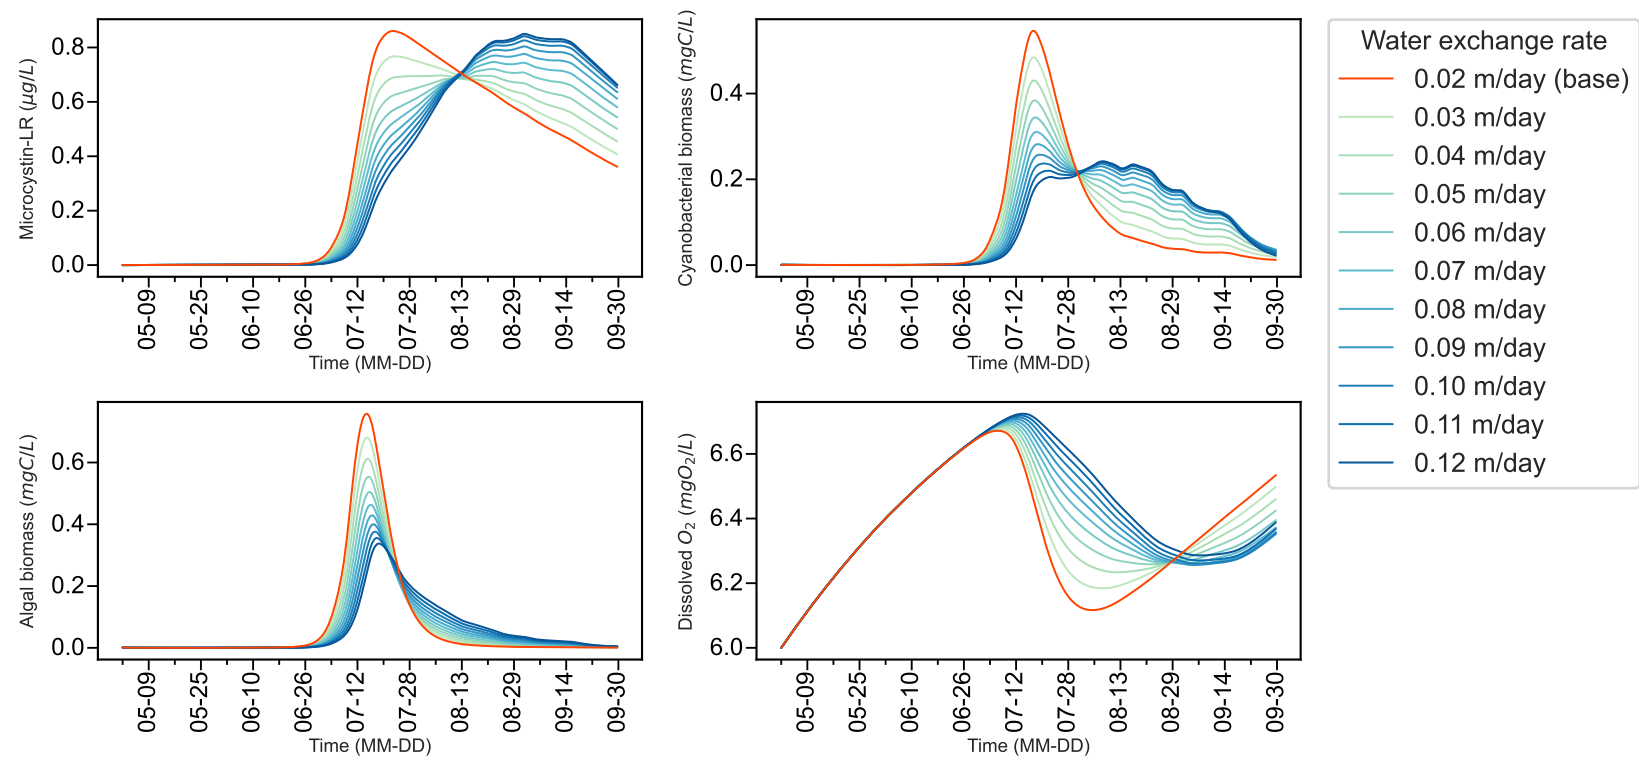 Microcystin-LR (μg/L)
0.8
0.6
0.4
0.2
0.0
05-09
05-25
06-10
06-26
07-12
07-28
08-13
08-29
09-14
09-30
Time (MM-DD)
Cyanobacterial biomass (mgC/L)
0.4
0.2
0.0
05-09
05-25
06-10
06-26
07-12
07-28
08-13
08-29
09-14
09-30
Time (MM-DD)
Water exchange rate
0.02 m/day (base)
0.03 m/day
0.04 m/day
0.05 m/day
0.06 m/day
0.07 m/day
0.08 m/day
0.09 m/day
0.10 m/day
0.11 m/day
0.12 m/day
Algal biomass (mgC/L)
0.6
0.4
0.2
0.0
05-09
05-25
06-10
06-26
07-12
07-28
08-13
08-29
09-14
09-30
Time (MM-DD)
Dissolved O₂ (mgO₂/L)
6.6
6.4
6.2
6.0
05-09
05-25
06-10
06-26
07-12
07-28
08-13
08-29
09-14
09-30
Time (MM-DD)